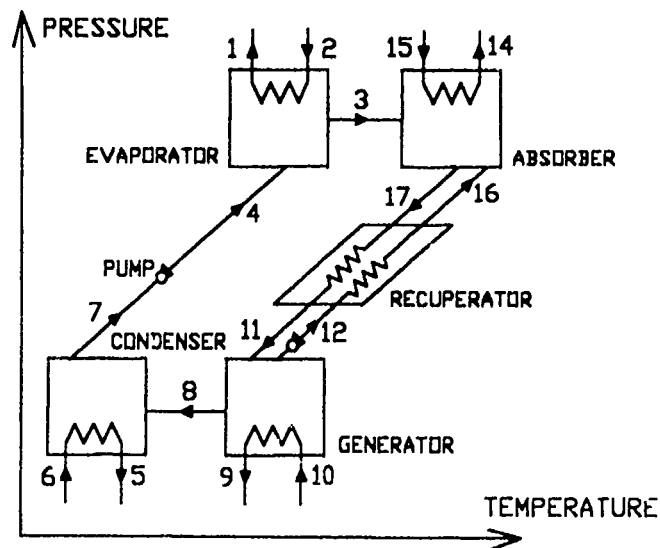 PRESSURE
1 2 15 14
3
EVAPORATOR
ABSORBER
4
17 16
PUMP
RECUPERATOR
7
CONDENSER
11 12
8
GENERATOR
6 5 9 10
TEMPERATURE